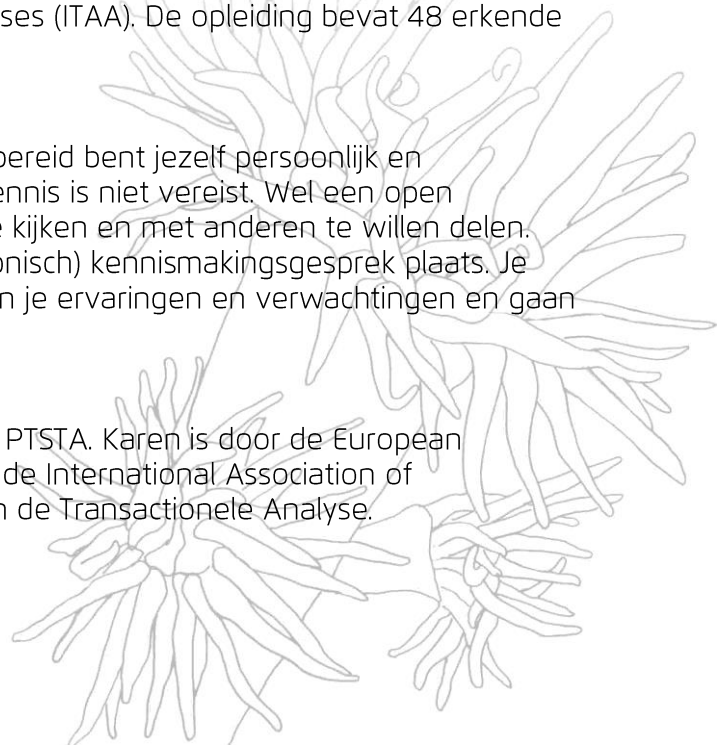 ses (ITAA). De opleiding bevat 48 erkende
bereid bent jezelf persoonlijk en
ennis is niet vereist. Wel een open
e kijken en met anderen te willen delen.
onisch) kennismakingsgesprek plaats. Je
n je ervaringen en verwachtingen en gaan
PTSTA. Karen is door de European
de International Association of
n de Transactionele Analyse.